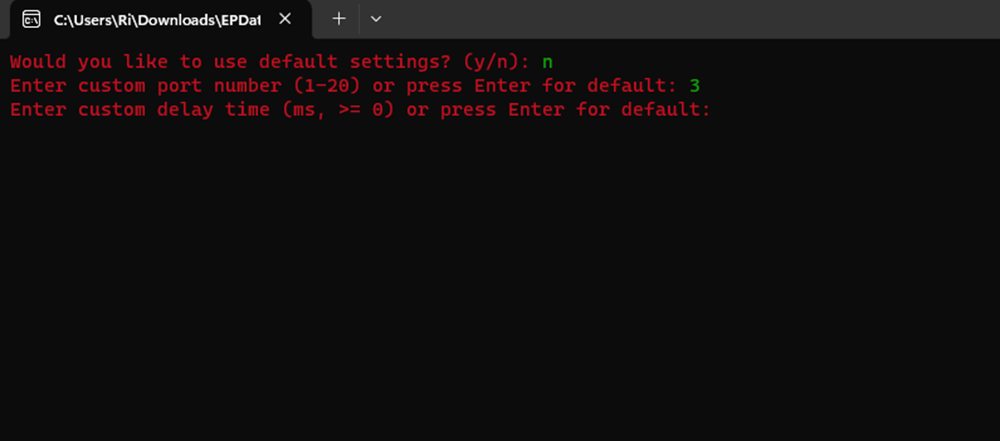 C:\Users\Ri\Downloads\EPDat
Would you like to use default settings? (y/n): n
Enter custom port number (1-20) or press Enter for default: 3
Enter custom delay time (ms, >= 0) or press Enter for default: